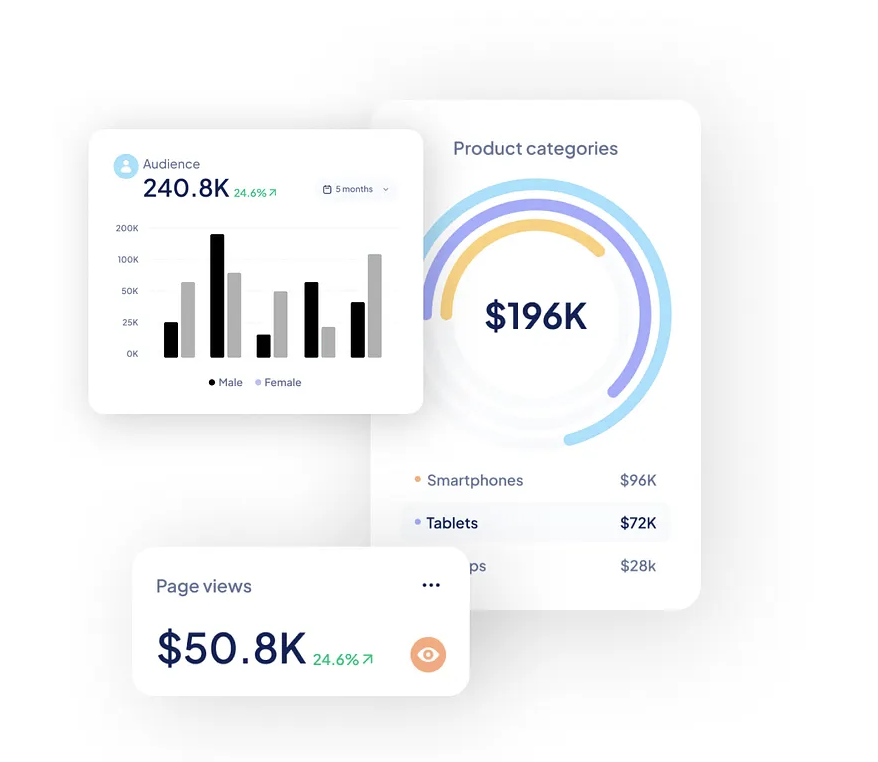 Audience
240.8K 24.6%
5 months
200K
100K
50K
25K
0K
Male Female
Product categories
$196K
Smartphones $96K
Tablets $72K
ps $28k
Page views
$50.8K 24.6%